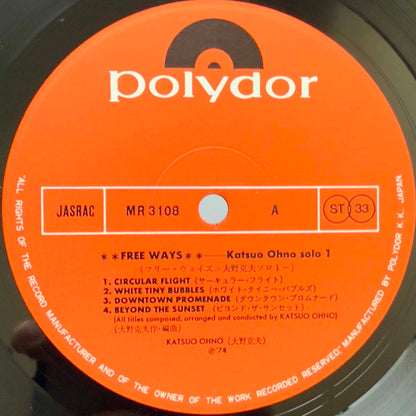 polydor
JASRAC MR 3108 A ST 33
**FREE WAYS**——Katsuo Ohno solo 1
(フリー・ウェイズ＝大野克夫ソロ1－)
1. CIRCULAR FLIGHT (サーキュラー・フライト)
2. WHITE TINY BUBBLES (ホワイト・タイニー・バブルズ)
3. DOWNTOWN PROMENADE (ダウンタウン・プロムナード)
4. BEYOND THE SUNSET (ビヨンド・ザ・サンセット)
(All titles composed, arranged and conducted by KATSUO OHNO)
(大野克夫作・編曲)
KATSUO OHNO (大野克夫)
℗'78
"ALL RIGHTS OF THE RECORD MANUFACTURER AND OF THE OWNER OF THE WORK RECORDED RESERVED" MANUFACTURED BY POLYDOR K.K., JAPAN.